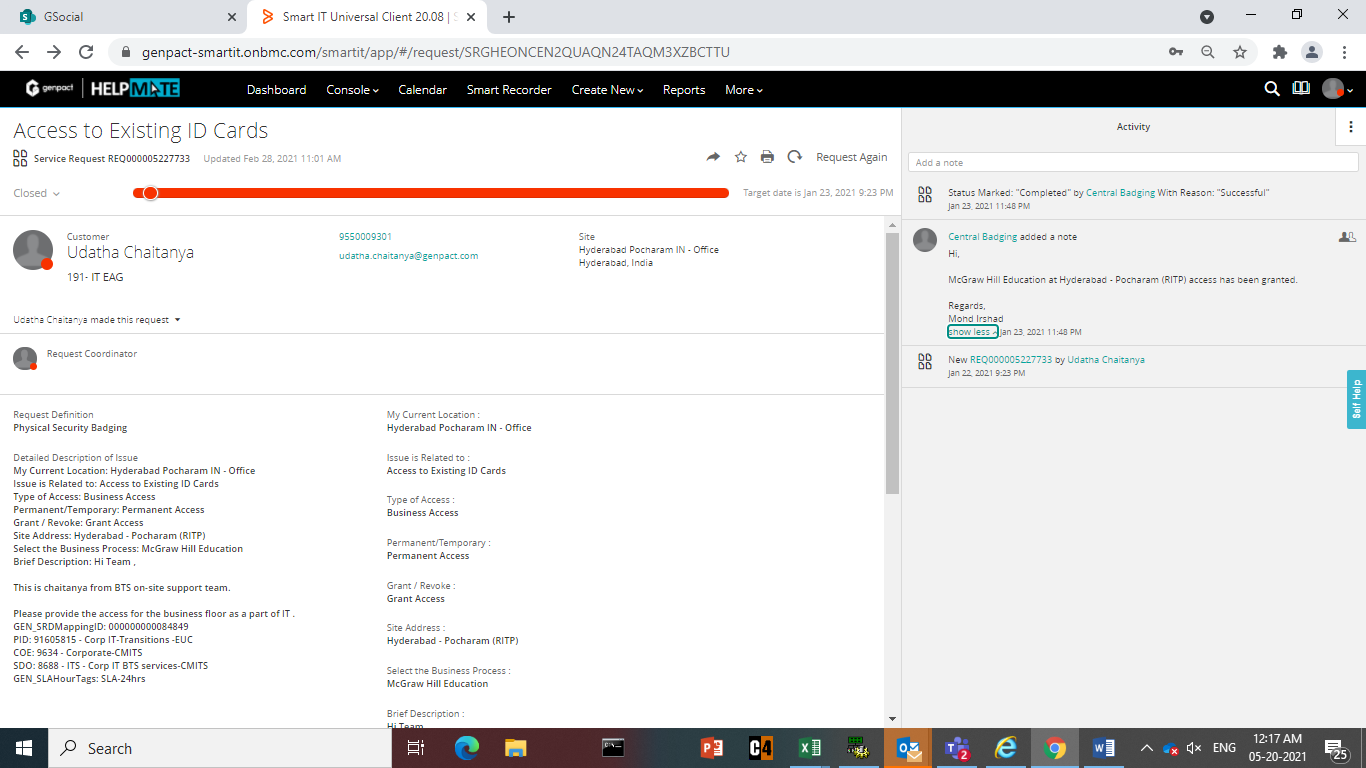 GSocial
Smart IT Universal Client 20.08 | S
genpact-smartit.onbmc.com/smartit/app/#/request/SRGHEONCEN2QUAQN24TAQM3XZBCTTU
genpact HELPMATE
Dashboard Console Calendar Smart Recorder Create New Reports More
Access to Existing ID Cards
Service Request REQ000005227733 Updated Feb 28, 2021 11:01 AM
Request Again
Closed
Target date is Jan 23, 2021 9:23 PM
Customer
Udatha Chaitanya
191- IT EAG
9550009301
udatha.chaitanya@genpact.com
Site
Hyderabad Pocharam IN - Office
Hyderabad, India
Udatha Chaitanya made this request
Request Coordinator
Request Definition
Physical Security Badging
Detailed Description of Issue
My Current Location: Hyderabad Pocharam IN - Office
Issue is Related to: Access to Existing ID Cards
Type of Access: Business Access
Permanent/Temporary: Permanent Access
Grant / Revoke: Grant Access
Site Address: Hyderabad - Pocharam (RITP)
Select the Business Process: McGraw Hill Education
Brief Description: Hi Team ,
This is chaitanya from BTS on-site support team.
Please provide the access for the business floor as a part of IT .
GEN_SRDMappingID: 000000000084849
PID: 91605815 - Corp IT-Transitions -EUC
COE: 9634 - Corporate-CMITS
SDO: 8688 - ITS - Corp IT BTS services-CMITS
GEN_SLAHourTags: SLA-24hrs
My Current Location :
Hyderabad Pocharam IN - Office
Issue is Related to :
Access to Existing ID Cards
Type of Access :
Business Access
Permanent/Temporary :
Permanent Access
Grant / Revoke :
Grant Access
Site Address :
Hyderabad - Pocharam (RITP)
Select the Business Process :
McGraw Hill Education
Brief Description :
Hi Team
Activity
Add a note
Status Marked: "Completed" by Central Badging With Reason: "Successful"
Jan 23, 2021 11:48 PM
Central Badging added a note
Hi,
McGraw Hill Education at Hyderabad - Pocharam (RITP) access has been granted.
Regards,
Mohd Irshad
show less Jan 23, 2021 11:48 PM
New REQ000005227733 by Udatha Chaitanya
Jan 22, 2021 9:23 PM
Self Help
Search
C4
2
ENG
12:17 AM
05-20-2021
25